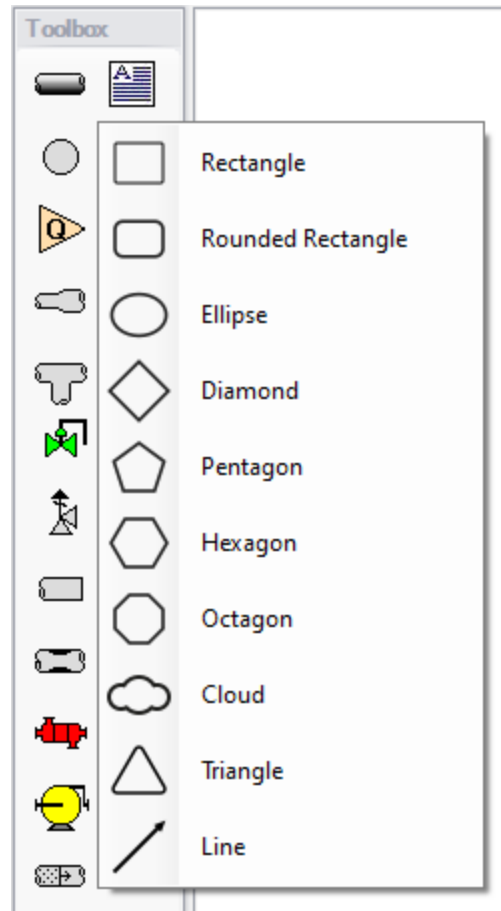 Toolbox
A
Rectangle
Rounded Rectangle
Q
Ellipse
Diamond
Pentagon
Hexagon
Octagon
Cloud
Triangle
Line